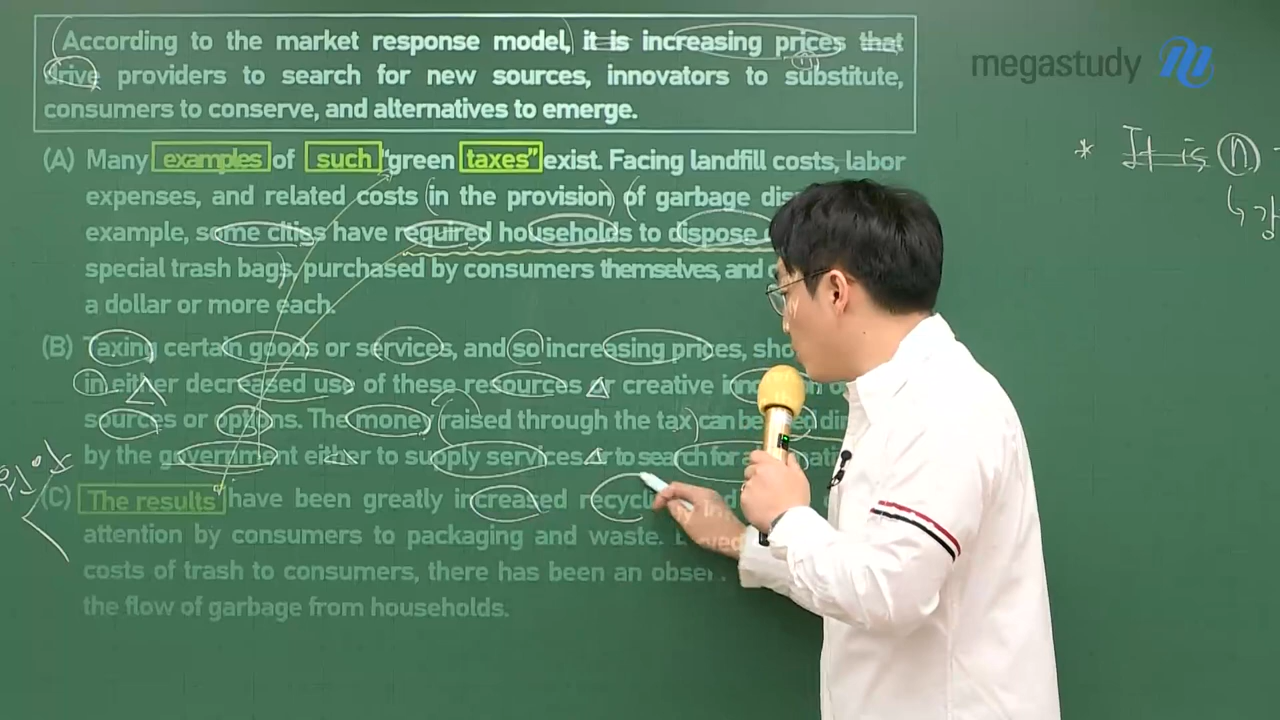 According to the market response model, it is increasing prices that
drive providers to search for new sources, innovators to substitute,
consumers to conserve, and alternatives to emerge.
megastudy
(A) Many examples of such "green taxes" exist. Facing landfill costs, labor
expenses, and related costs in the provision of garbage
example, some cities have required households to dispose
special trash bags, purchased by consumers themselves, and
a dollar or more each.
(B) Taxing certain goods or services, and so increasing prices,
in either decreased use of these resources or creative
sources or options. The money raised through the tax can be
by the government either to supply services or to search for
(C) The results have been greatly increased
attention by consumers to packaging and waste.
costs of trash to consumers, there has been an
the flow of garbage from households.
* It is n